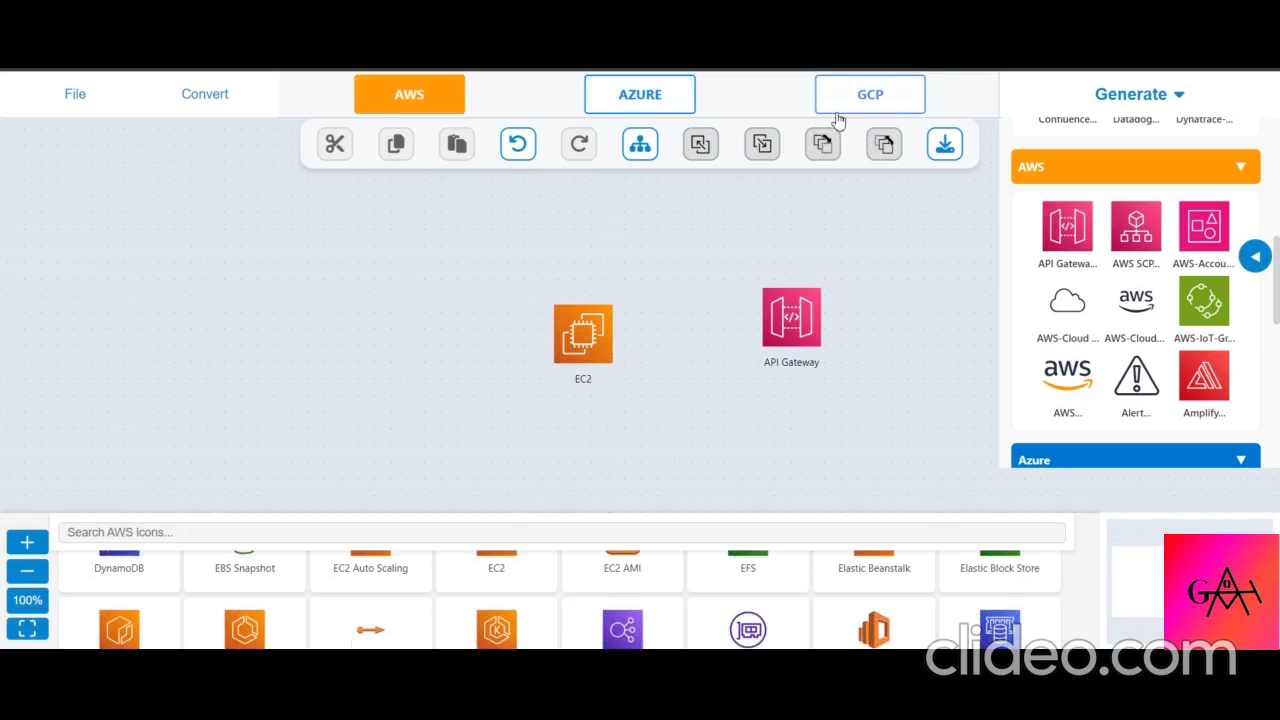 File
Convert
AWS
AZURE
GCP
Generate
Confluence...
Datadog...
Dynatrace-...
AWS
API Gatewa...
AWS SCP...
AWS-Accou...
AWS-Cloud ...
aws
AWS-Cloud...
AWS-IoT-Gr...
aws
AWS...
Alert...
Amplify...
Azure
EC2
API Gateway
Search AWS icons...
DynamoDB
EBS Snapshot
EC2 Auto Scaling
EC2
EC2 AMI
EFS
Elastic Beanstalk
Elastic Block Store
100%
clideo.com